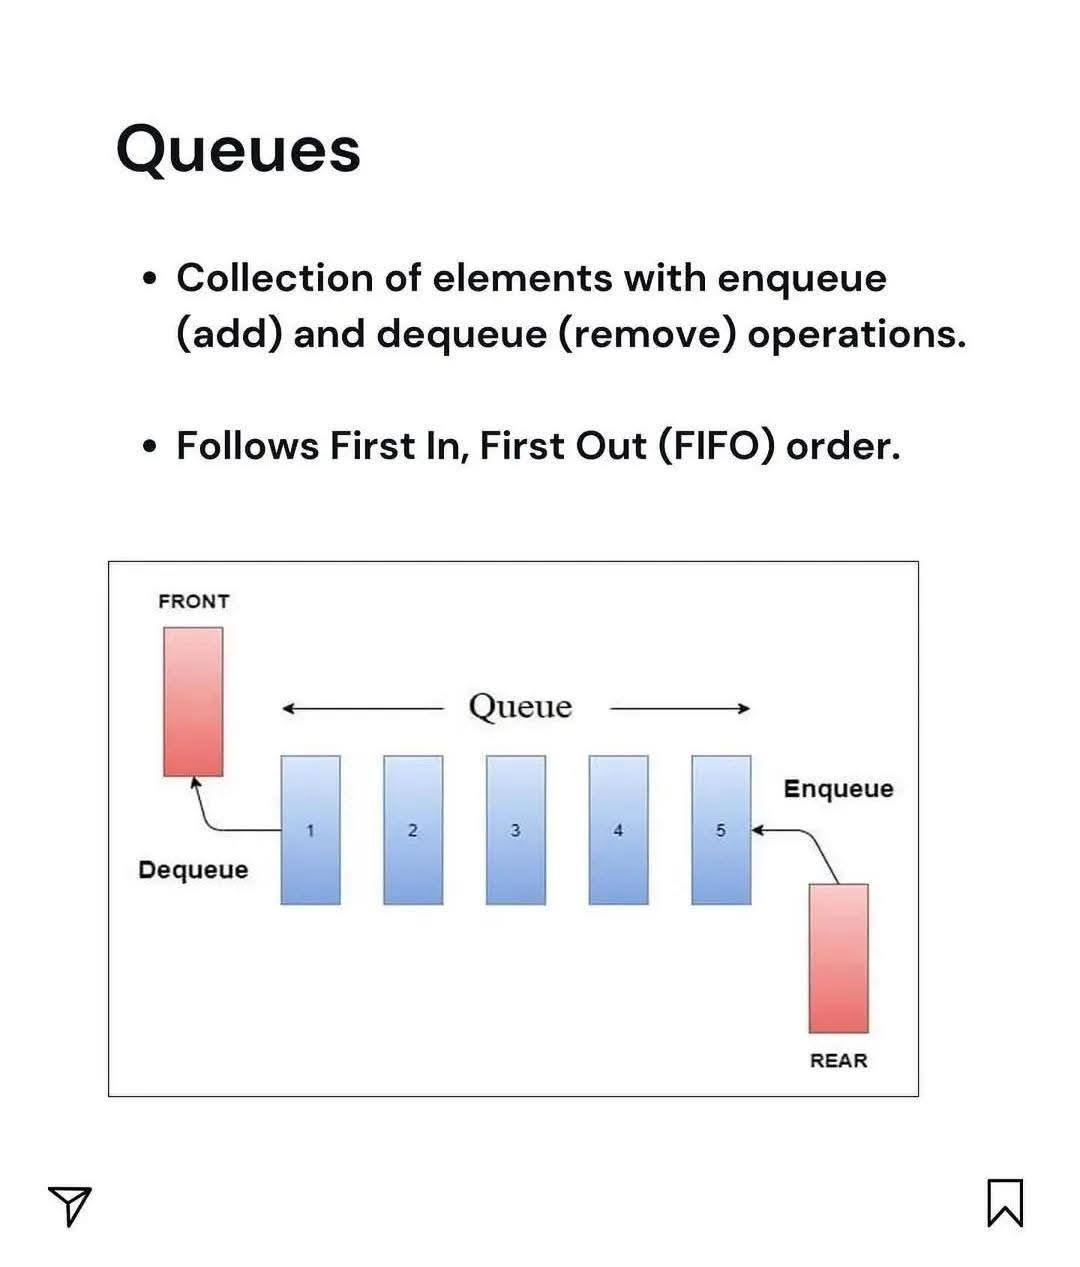 Queues
• Collection of elements with enqueue
(add) and dequeue (remove) operations.
• Follows First In, First Out (FIFO) order.
FRONT
Queue
1 2 3 4 5
Enqueue
Dequeue
REAR